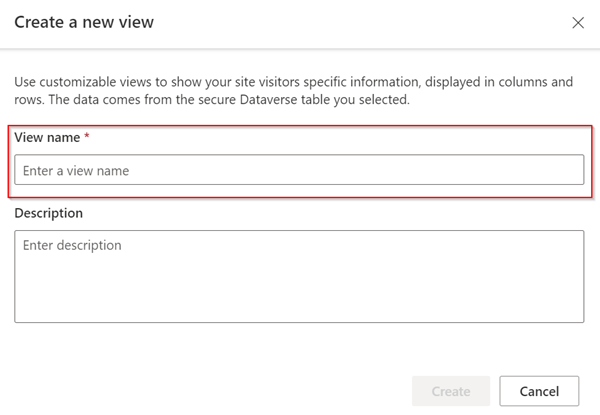 Create a new view
Use customizable views to show your site visitors specific information, displayed in columns and
rows. The data comes from the secure Dataverse table you selected.
View name *
Enter a view name
Description
Enter description
Create
Cancel